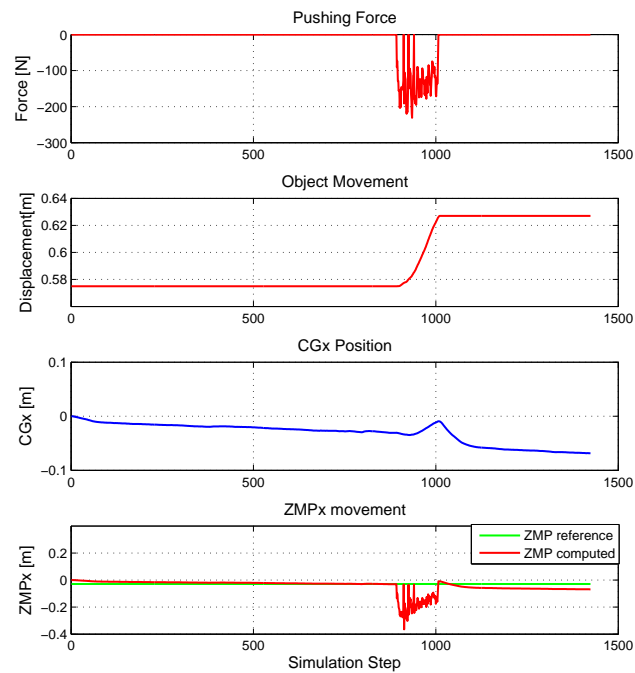 Pushing Force
Force [N]
0
−100
−200
−300
0
500
1000
1500
Object Movement
Displacement[m]
0.64
0.62
0.6
0.58
0
500
1000
1500
CGx Position
CGx [m]
0.1
0
−0.1
0
500
1000
1500
ZMPx movement
ZMPx [m]
0.2
0
−0.2
−0.4
ZMP reference
ZMP computed
0
500
1000
1500
Simulation Step